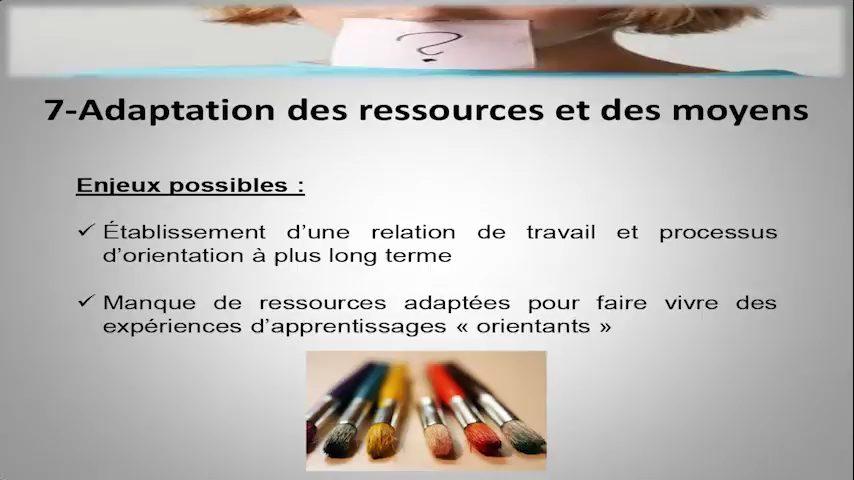 ?
7-Adaptation des ressources et des moyens
Enjeux possibles :
✓ Établissement d’une relation de travail et processus
d’orientation à plus long terme
✓ Manque de ressources adaptées pour faire vivre des
expériences d’apprentissages « orientants »